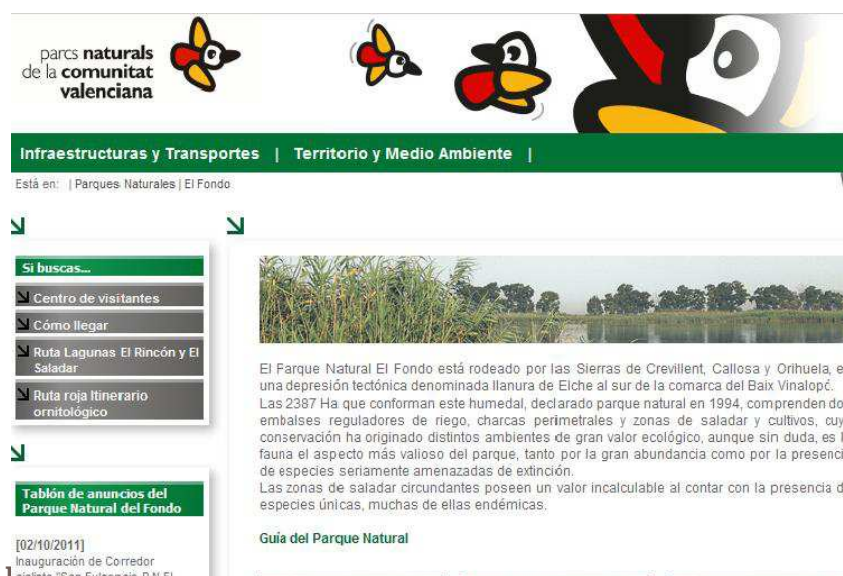 parcs naturals
de la comunitat
valenciana
Infraestructuras y Transportes | Territorio y Medio Ambiente |
Está en: | Parques Naturales | El Fondo
Si buscas...
Centro de visitantes
Cómo llegar
Ruta Lagunas El Rincón y El
Saladar
Ruta roja Itinerario
ornitológico
Tablón de anuncios del
Parque Natural del Fondo
[02/10/2011]
Inauguración de Corredor
El Parque Natural El Fondo está rodeado por las Sierras de Crevillent, Callosa y Orihuela, e
una depresión tectónica denominada llanura de Elche al sur de la comarca del Baix Vinalopó.
Las 2387 Ha que conforman este humedal, declarado parque natural en 1994, comprenden do
embalses reguladores de riego, charcas perimetrales y zonas de saladar y cultivos, cuy
conservación ha originado distintos ambientes de gran valor ecológico, aunque sin duda, es l
fauna el aspecto más valioso del parque, tanto por la gran abundancia como por la presenci
de especies seriamente amenazadas de extinción.
Las zonas de saladar circundantes poseen un valor incalculable al contar con la presencia d
especies únicas, muchas de ellas endémicas.
Guía del Parque Natural